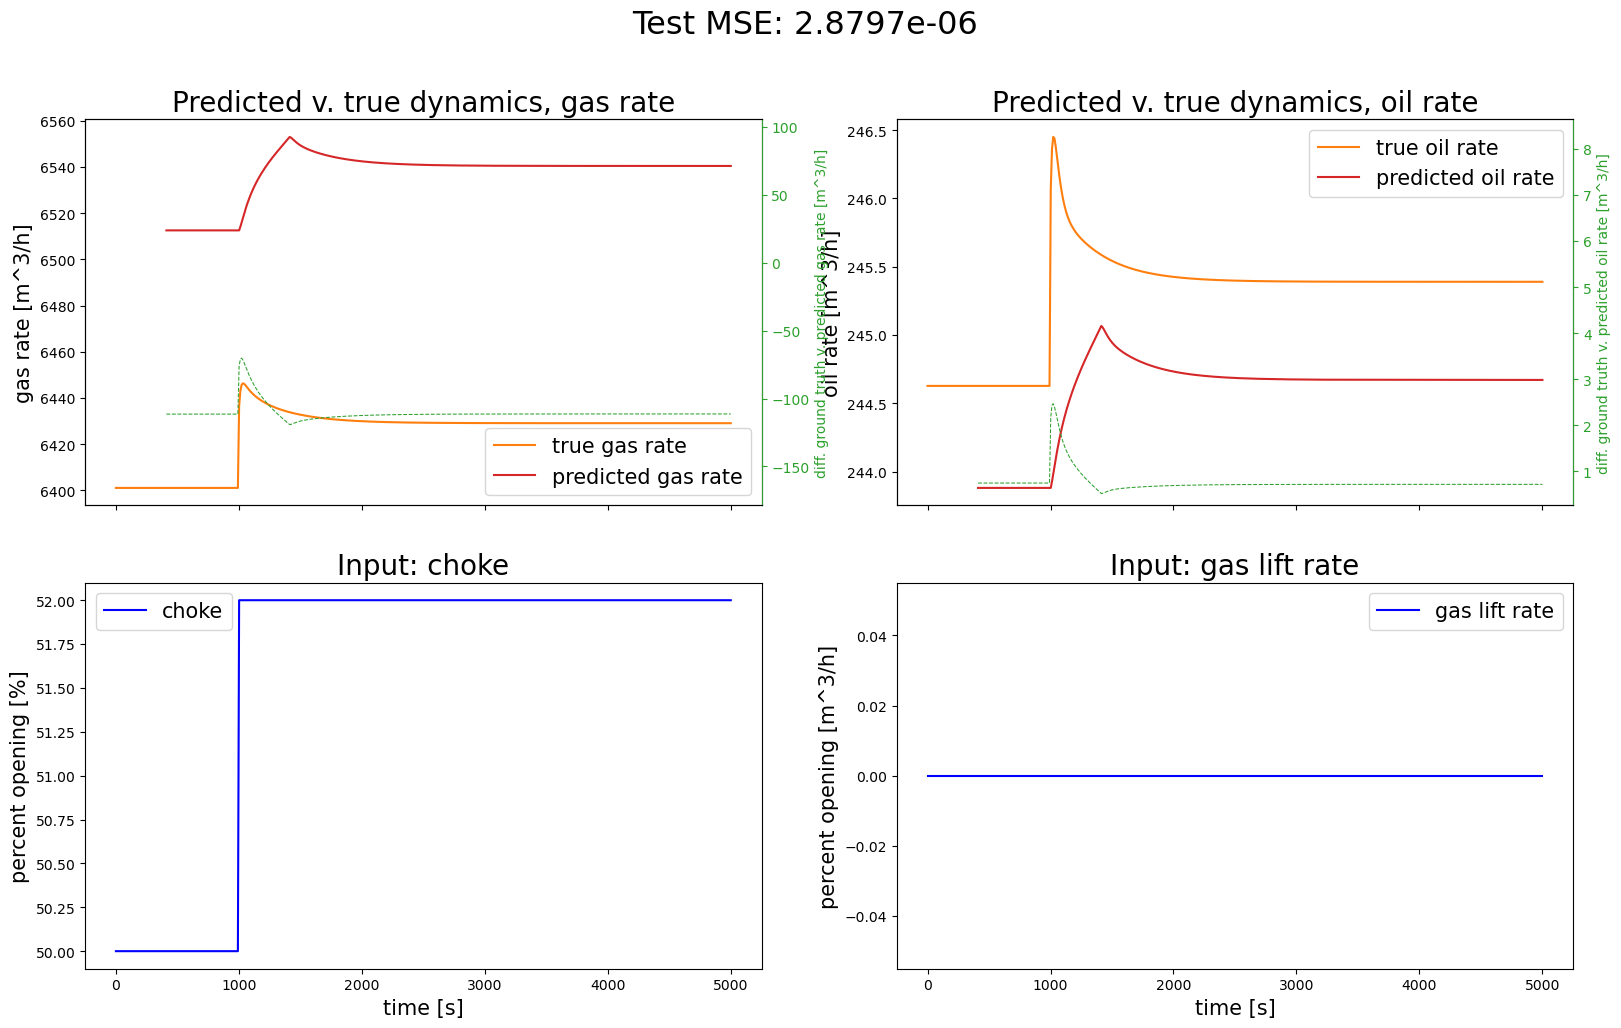 Test MSE: 2.8797e-06
Predicted v. true dynamics, gas rate
gas rate [m^3/h]
6560
6540
6520
6500
6480
6460
6440
6420
6400
100
50
0
−50
−100
−150
diff. ground truth v. predicted gas rate [m^3/h]
true gas rate
predicted gas rate
Predicted v. true dynamics, oil rate
oil rate [m^3/h]
246.5
246.0
245.5
245.0
244.5
244.0
8
7
6
5
4
3
2
1
diff. ground truth v. predicted oil rate [m^3/h]
true oil rate
predicted oil rate
Input: choke
percent opening [%]
52.00
51.75
51.50
51.25
51.00
50.75
50.50
50.25
50.00
choke
0 1000 2000 3000 4000 5000
time [s]
Input: gas lift rate
percent opening [m^3/h]
0.04
0.02
0.00
−0.02
−0.04
gas lift rate
0 1000 2000 3000 4000 5000
time [s]